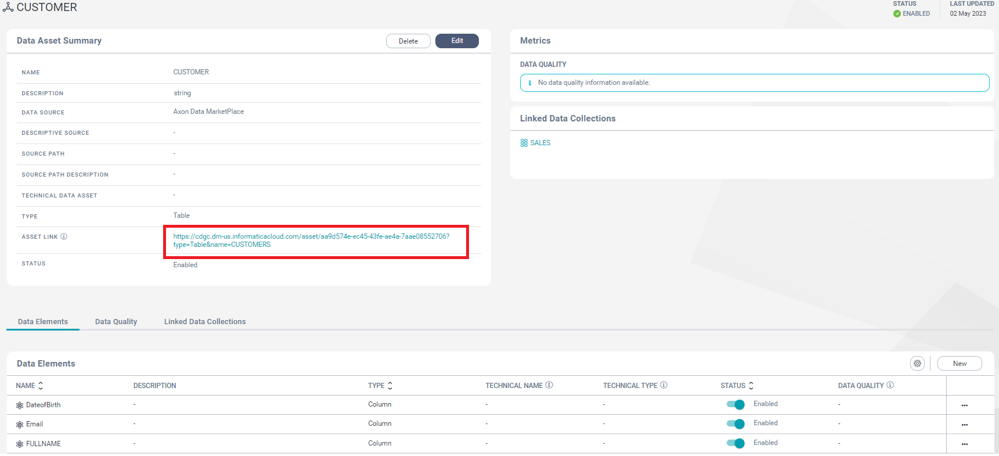 CUSTOMER
STATUS
ENABLED
LAST UPDATED
02 May 2023
Data Asset Summary
Delete
Edit
NAME CUSTOMER
DESCRIPTION string
DATA SOURCE Axon Data MarketPlace
DESCRIPTIVE SOURCE -
SOURCE PATH -
SOURCE PATH DESCRIPTION -
TECHNICAL DATA ASSET -
TYPE Table
ASSET LINK https://cdgc.dm-us.informaticacloud.com/asset/aa9d574e-ec45-43fe-ae4a-7aae08552706?
type=Table&name=CUSTOMERS
STATUS Enabled
Metrics
DATA QUALITY
No data quality information available.
Linked Data Collections
SALES
Data Elements Data Quality Linked Data Collections
Data Elements
New
NAME DESCRIPTION TYPE TECHNICAL NAME TECHNICAL TYPE STATUS DATA QUALITY
DateofBirth - Column - - Enabled - ...
Email - Column - - Enabled - ...
FULLNAME - Column - - Enabled - ...